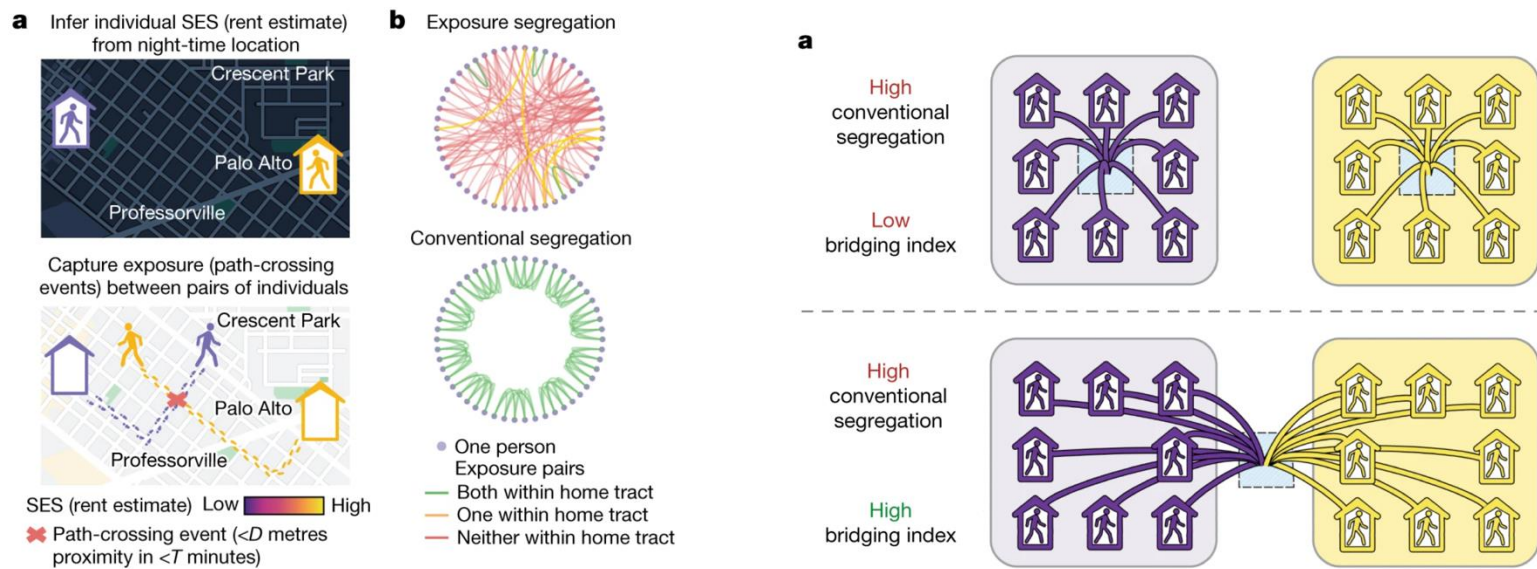 a
Infer individual SES (rent estimate)
from night-time location
Crescent Park
Palo Alto
Professorville
Capture exposure (path-crossing
events) between pairs of individuals
Crescent Park
Palo Alto
Professorville
SES (rent estimate) Low High
Path-crossing event (<D metres
proximity in <T minutes)
b
Exposure segregation
Conventional segregation
One person
Exposure pairs
Both within home tract
One within home tract
Neither within home tract
a
High
conventional
segregation
Low
bridging index
High
conventional
segregation
High
bridging index